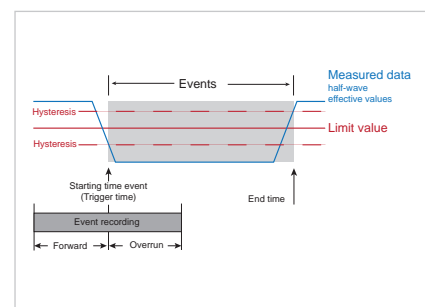 Events
Measured data
half-wave
effective values
Hysteresis
Limit value
Hysteresis
Starting time event
(Trigger time)
End time
Event recording
Forward
Overrun